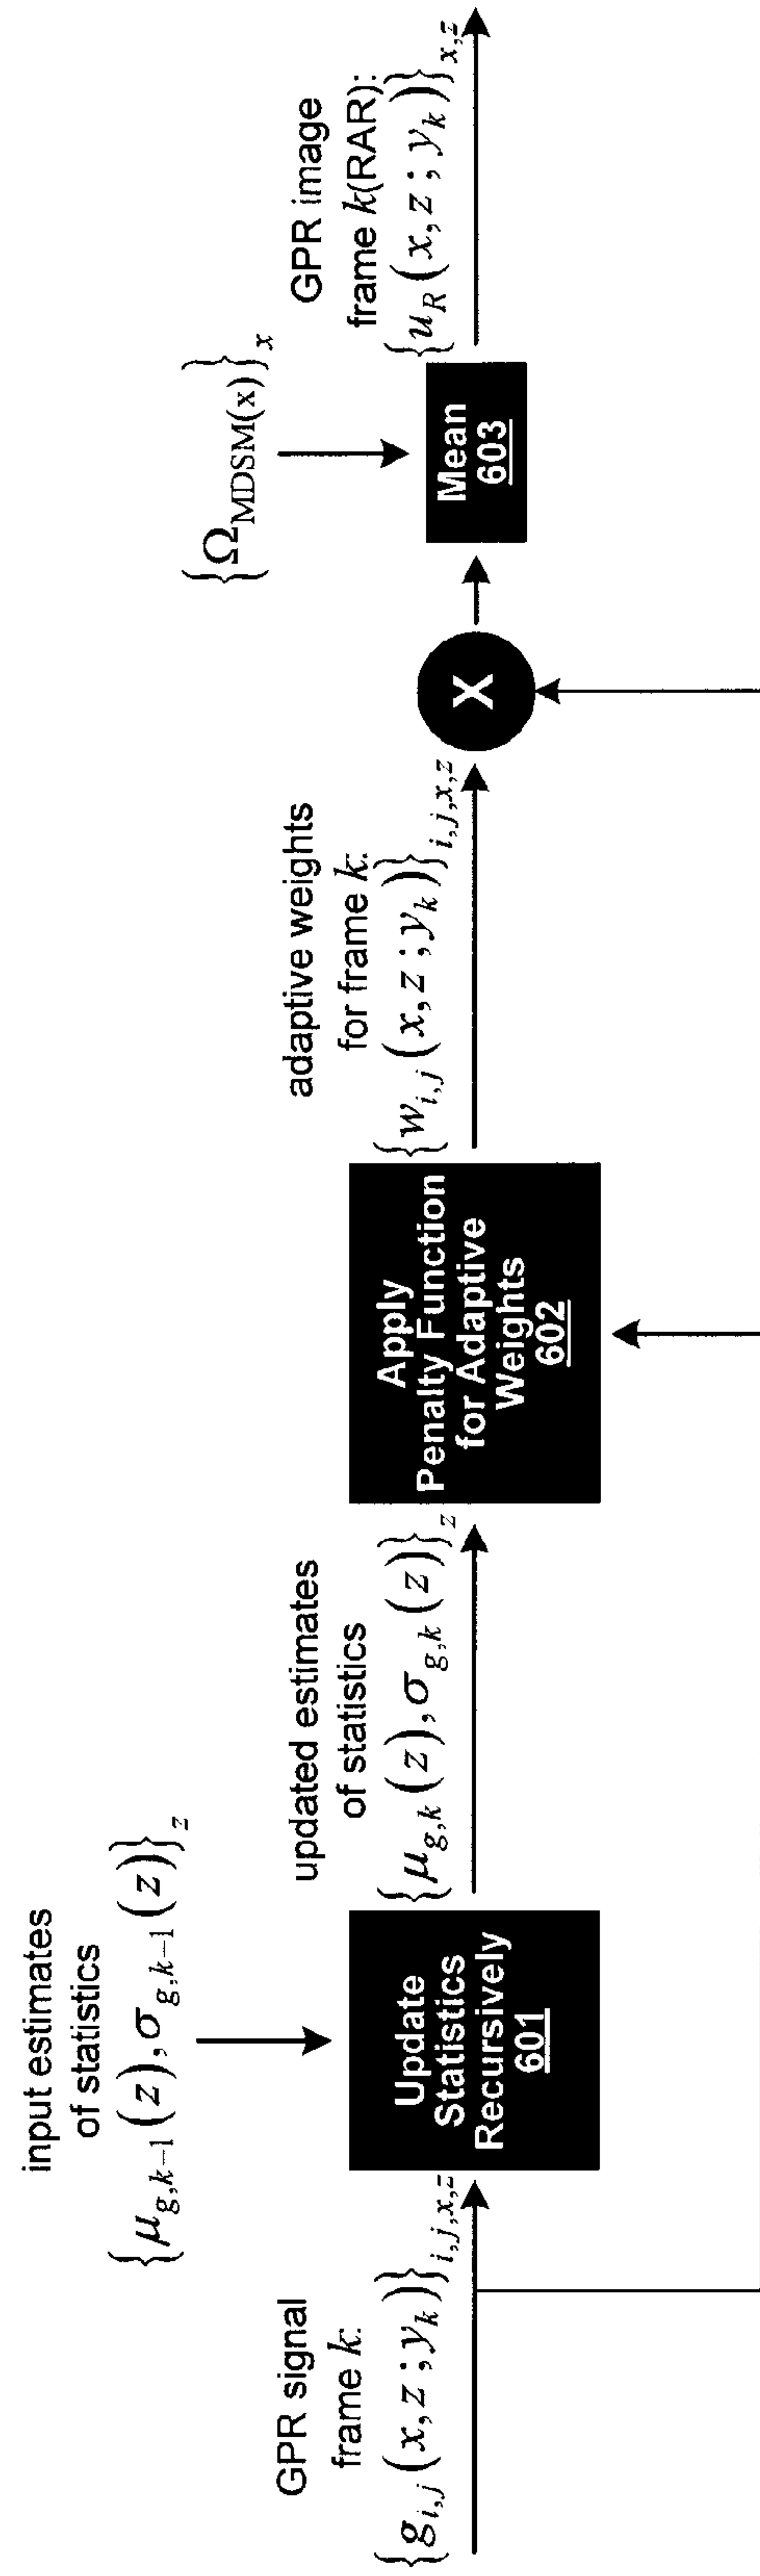 GPR signal
frame k:
{g_{i,j}(x,z;y_k)}_{i,j,x,z}
input estimates
of statistics
{μ_{g,k−1}(z),σ_{g,k−1}(z)}_z
Update
Statistics
Recursively
601
updated estimates
of statistics
{μ_{g,k}(z),σ_{g,k}(z)}_z
Apply
Penalty Function
for Adaptive
Weights
602
adaptive weights
for frame k:
{w_{i,j}(x,z;y_k)}_{i,j,x,z}
X
{Ω_{MDSM(x)}}_x
Mean
603
GPR image
frame k(RAR):
{u_R(x,z;y_k)}_{x,z}